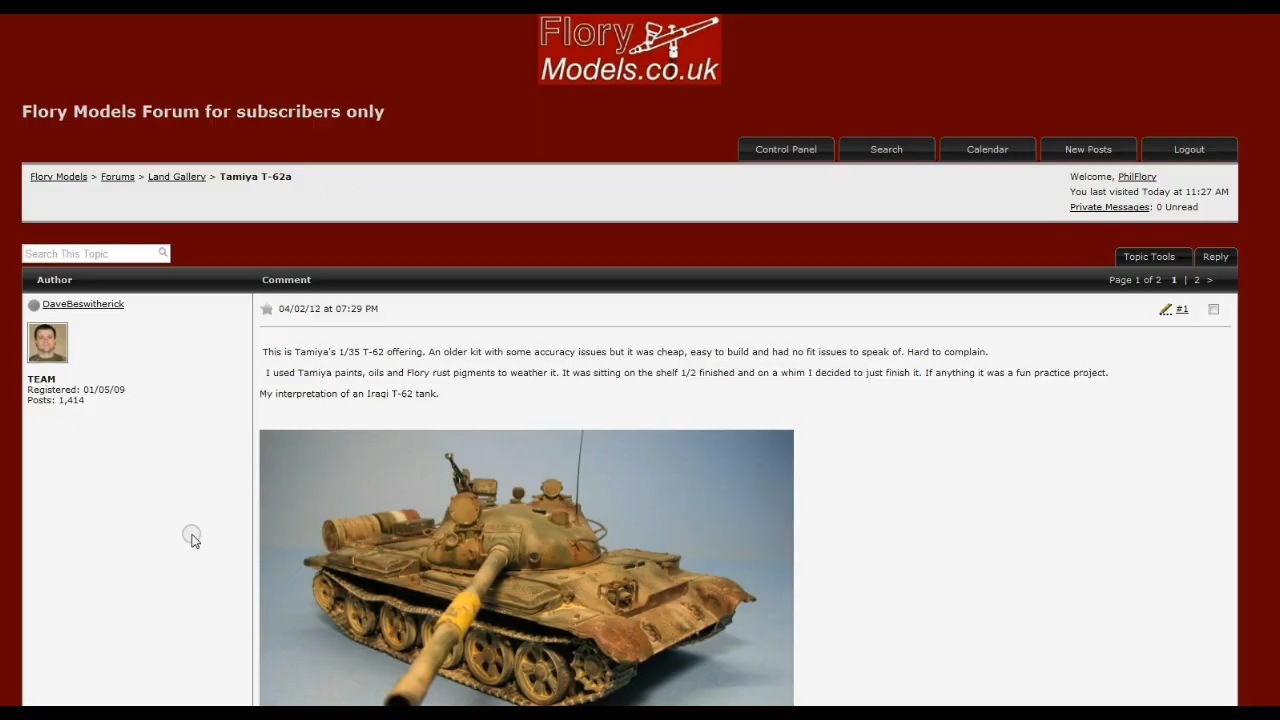 Flory
Models.co.uk
Flory Models Forum for subscribers only
Control Panel
Search
Calendar
New Posts
Logout
Flory Models > Forums > Land Gallery > Tamiya T-62a
Welcome, PhilFlory
You last visited Today at 11:27 AM
Private Messages: 0 Unread
Search This Topic
Topic Tools
Reply
Author
Comment
Page 1 of 2 1 | 2 >
DaveBeswitherick
04/02/12 at 07:29 PM
#1
TEAM
Registered: 01/05/09
Posts: 1,414
This is Tamiya's 1/35 T-62 offering. An older kit with some accuracy issues but it was cheap, easy to build and had no fit issues to speak of. Hard to complain.
I used Tamiya paints, oils and Flory rust pigments to weather it. It was sitting on the shelf 1/2 finished and on a whim I decided to just finish it. If anything it was a fun practice project.
My interpretation of an Iraqi T-62 tank.